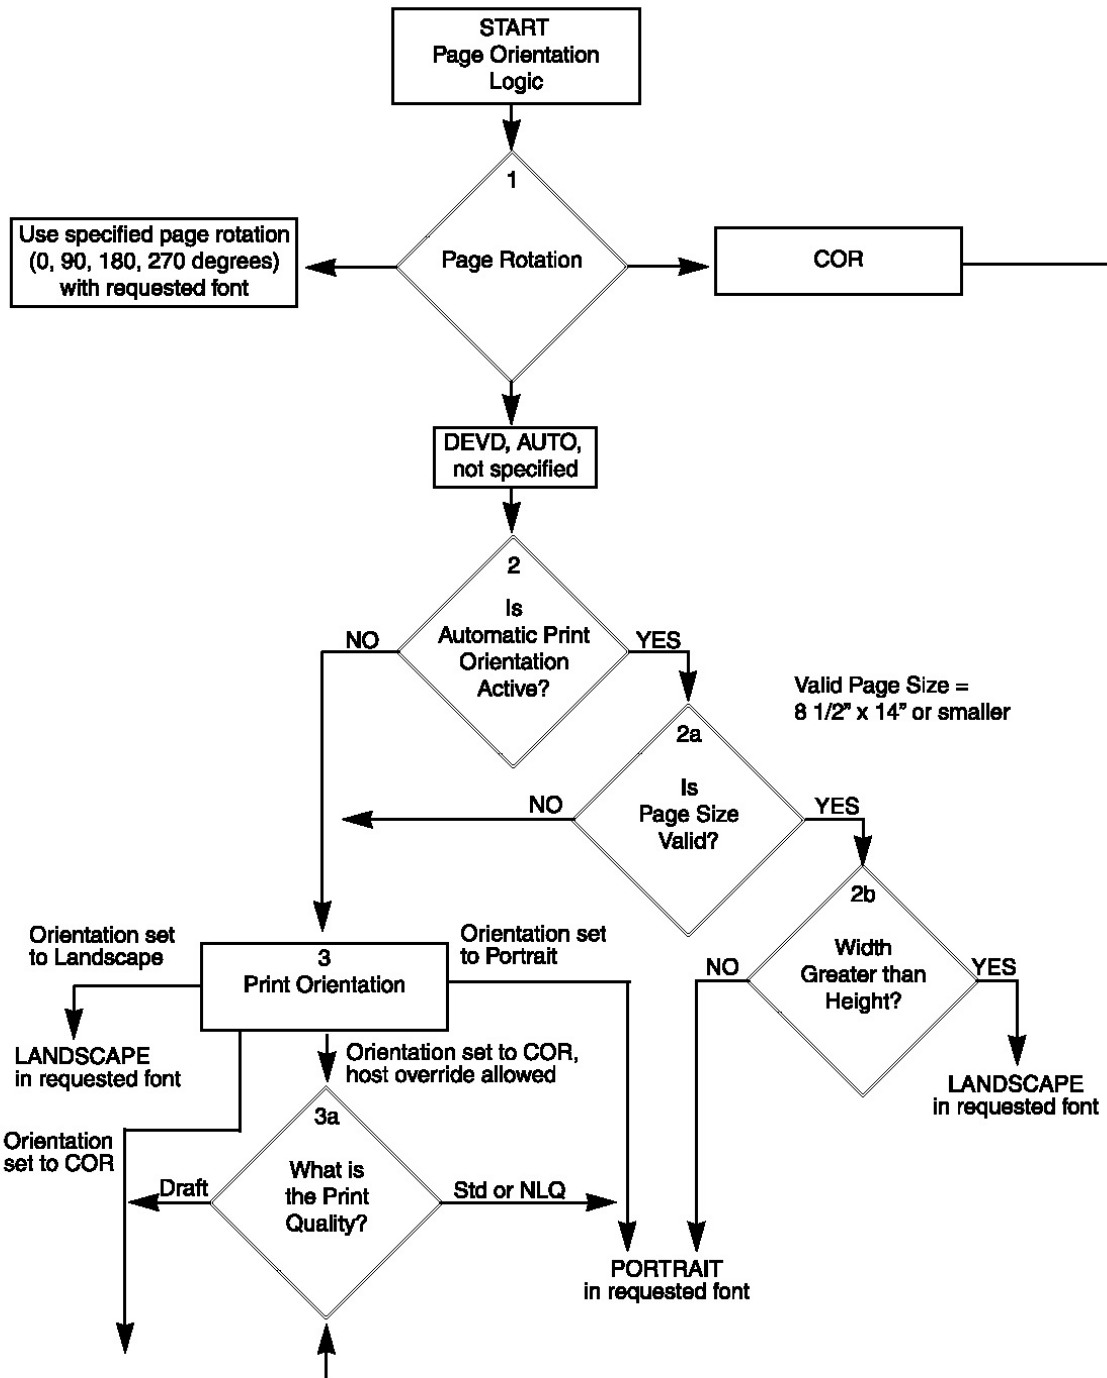 START
Page Orientation
Logic
1
Page Rotation
Use specified page rotation
(0, 90, 180, 270 degrees)
with requested font
COR
DEVD, AUTO,
not specified
2
Is
Automatic Print
Orientation
Active?
NO
YES
Valid Page Size =
8 1/2” x 14” or smaller
2a
Is
Page Size
Valid?
NO
YES
2b
Width
Greater than
Height?
NO
YES
Orientation set
to Landscape
3
Print Orientation
Orientation set
to Portrait
LANDSCAPE
in requested font
Orientation set to COR,
host override allowed
LANDSCAPE
in requested font
Orientation
set to COR
3a
What is
the Print
Quality?
Draft
Std or NLQ
PORTRAIT
in requested font